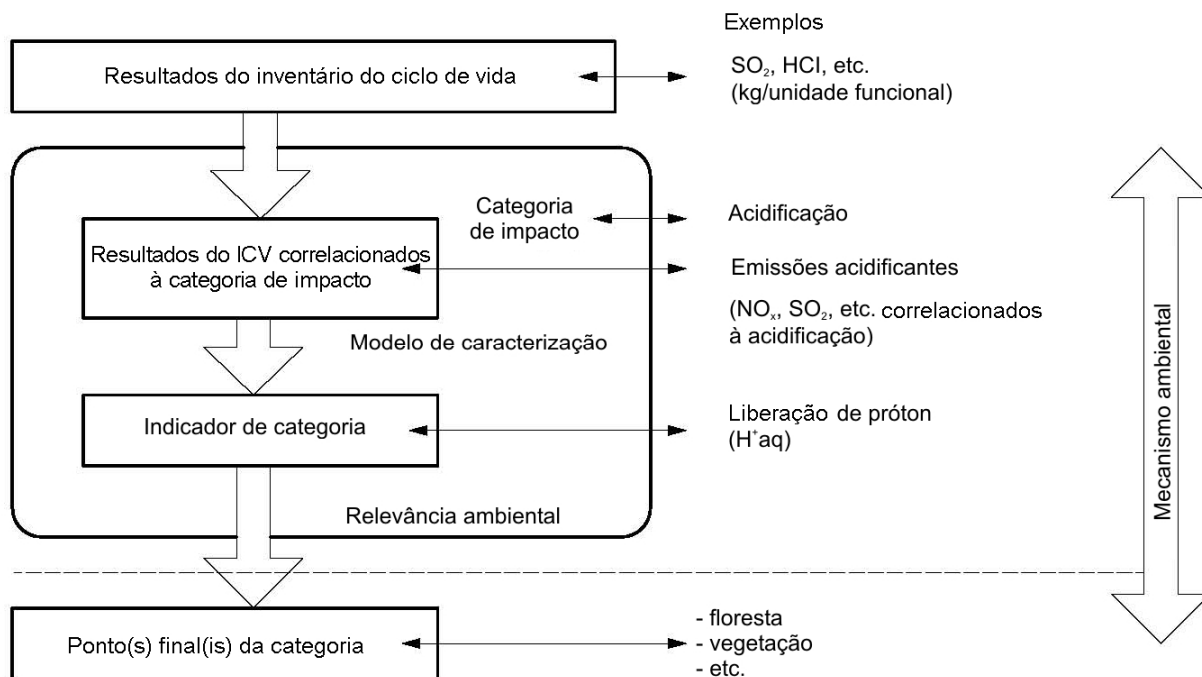 Exemplos
Resultados do inventário do ciclo de vida
SO₂, HCl, etc.
(kg/unidade funcional)
Categoria
de impacto
Acidificação
Resultados do ICV correlacionados
à categoria de impacto
Emissões acidificantes
(NOₓ, SO₂, etc. correlacionados
à acidificação)
Modelo de caracterização
Indicador de categoria
Liberação de próton
(H⁺aq)
Relevância ambiental
Mecanismo ambiental
Ponto(s) final(is) da categoria
- floresta
- vegetação
- etc.